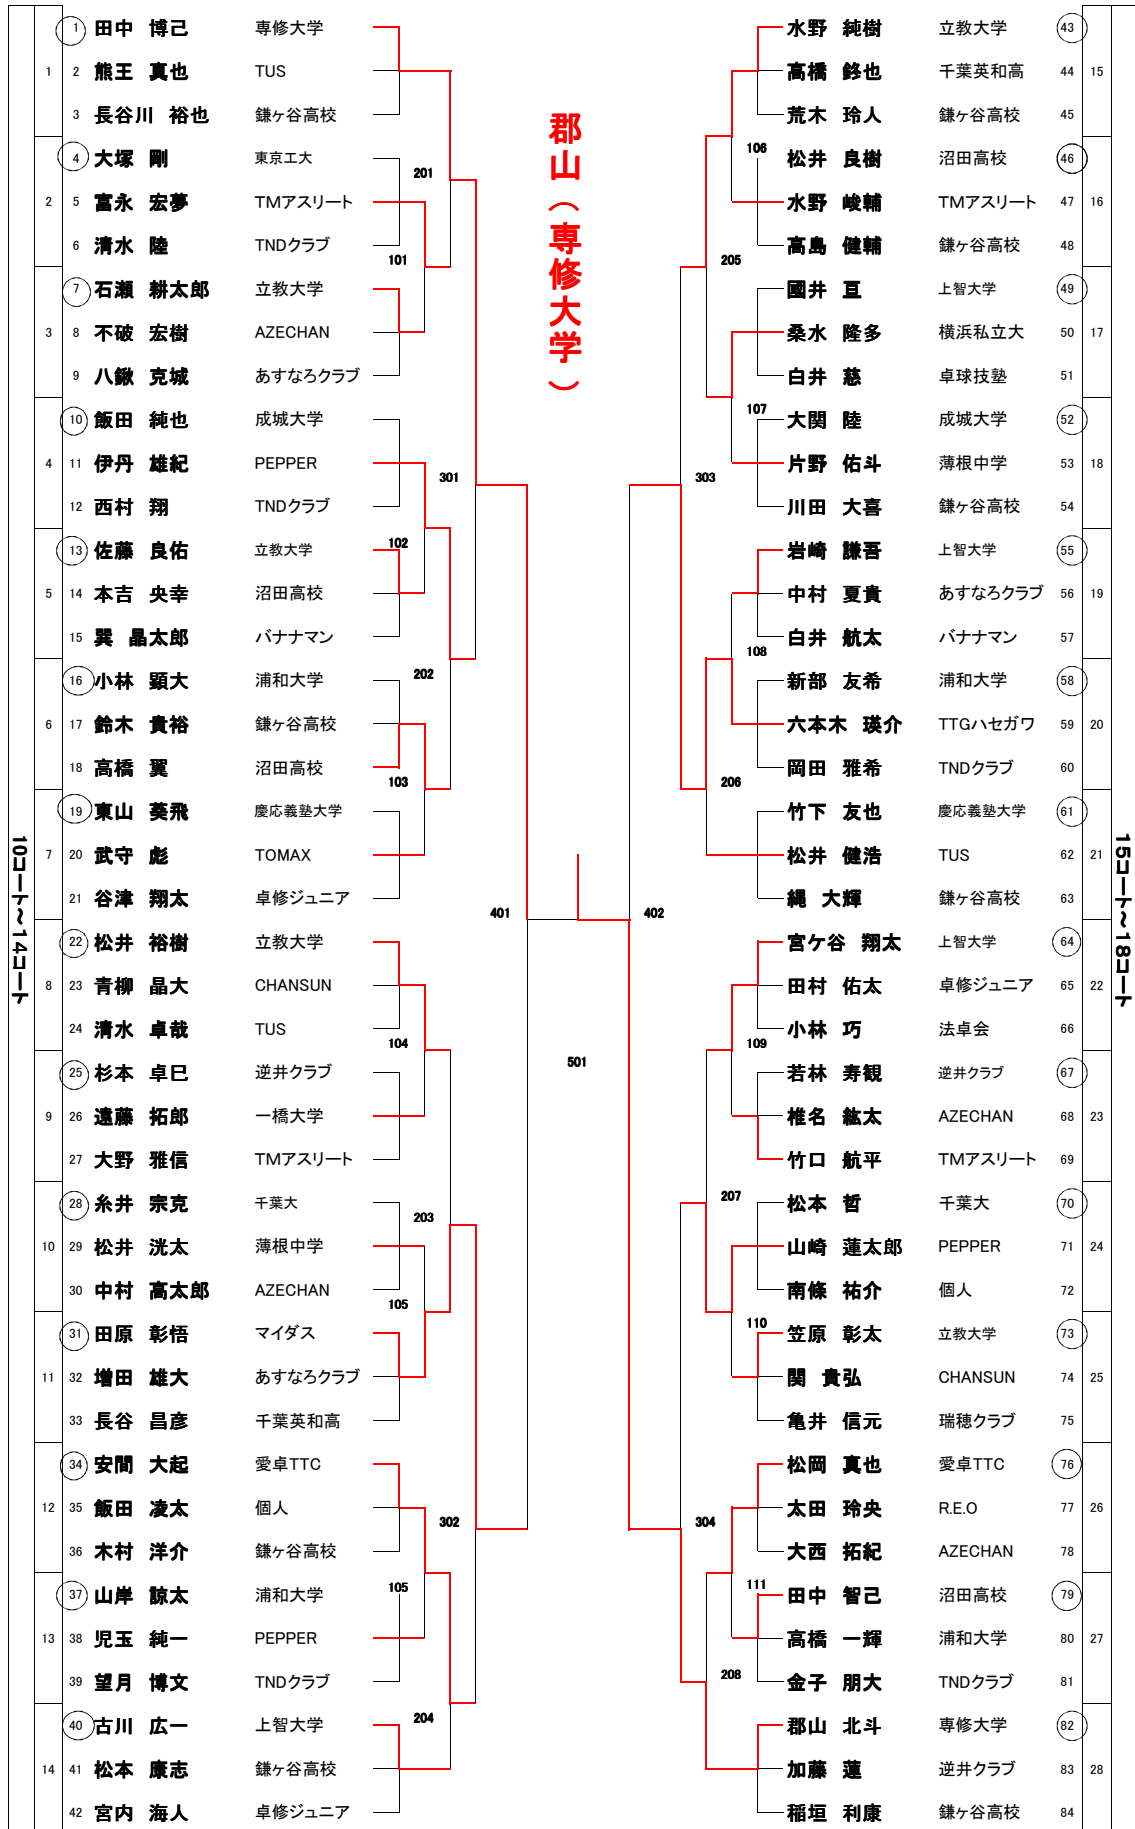 郡山（専修大学）
10コート～14コート
1 1 田中 博己 専修大学
2 熊王 真也 TUS
3 長谷川 裕也 鎌ヶ谷高校
2 4 大塚 剛 東京工大
5 富永 宏夢 TMアスリート
6 清水 陸 TNDクラブ
3 7 石瀬 耕太郎 立教大学
8 不破 宏樹 AZECHAN
9 八鍬 克城 あすなろクラブ
4 10 飯田 純也 成城大学
11 伊丹 雄紀 PEPPER
12 西村 翔 TNDクラブ
5 13 佐藤 良佑 立教大学
14 本吉 央幸 沼田高校
15 巽 晶太郎 バナナマン
6 16 小林 顕大 浦和大学
17 鈴木 貴裕 鎌ヶ谷高校
18 高橋 翼 沼田高校
7 19 東山 葵飛 慶応義塾大学
20 武守 彪 TOMAX
21 谷津 翔太 卓修ジュニア
8 22 松井 裕樹 立教大学
23 青柳 晶大 CHANSUN
24 清水 卓哉 TUS
9 25 杉本 卓巳 逆井クラブ
26 遠藤 拓郎 一橋大学
27 大野 雅信 TMアスリート
10 28 糸井 宗克 千葉大
29 松井 洸太 薄根中学
30 中村 高太郎 AZECHAN
11 31 田原 彰悟 マイダス
32 増田 雄大 あすなろクラブ
33 長谷 昌彦 千葉英和高
12 34 安間 大起 愛卓TTC
35 飯田 凌太 個人
36 木村 洋介 鎌ヶ谷高校
13 37 山岸 諒太 浦和大学
38 児玉 純一 PEPPER
39 望月 博文 TNDクラブ
14 40 古川 広一 上智大学
41 松本 康志 鎌ヶ谷高校
42 宮内 海人 卓修ジュニア
201
101
301
102
202
103
401
104
203
105
302
105
204
501
106
205
107
303
108
206
402
109
207
110
304
111
208
水野 純樹 立教大学 43 15
高橋 鉾也 千葉英和高 44
荒木 玲人 鎌ヶ谷高校 45
松井 良樹 沼田高校 46 16
水野 峻輔 TMアスリート 47
高島 健輔 鎌ヶ谷高校 48
國井 亘 上智大学 49 17
桑水 隆多 横浜私立大 50
白井 慈 卓球技塾 51
大関 陸 成城大学 52 18
片野 佑斗 薄根中学 53
川田 大喜 鎌ヶ谷高校 54
岩崎 謙吾 上智大学 55 19
中村 夏貴 あすなろクラブ 56
白井 航太 バナナマン 57
新部 友希 浦和大学 58 20
六本木 瑛介 TTGハセガワ 59
岡田 雅希 TNDクラブ 60
竹下 友也 慶応義塾大学 61 21
松井 健浩 TUS 62
縄 大輝 鎌ヶ谷高校 63
宮ケ谷 翔太 上智大学 64 22
田村 佑太 卓修ジュニア 65
小林 巧 法卓会 66
若林 寿観 逆井クラブ 67 23
椎名 紘太 AZECHAN 68
竹口 航平 TMアスリート 69
松本 哲 千葉大 70 24
山崎 蓮太郎 PEPPER 71
南條 祐介 個人 72
笠原 彰太 立教大学 73 25
関 貴弘 CHANSUN 74
亀井 信元 瑞穂クラブ 75
松岡 真也 愛卓TTC 76 26
太田 玲央 R.E.O 77
大西 拓紀 AZECHAN 78
田中 智己 沼田高校 79 27
高橋 一輝 浦和大学 80
金子 朋大 TNDクラブ 81
郡山 北斗 専修大学 82 28
加藤 蓮 逆井クラブ 83
稲垣 利康 鎌ヶ谷高校 84
15コート～18コート